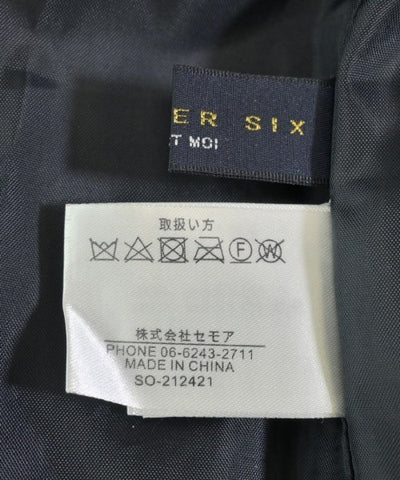 ER SIX
T MOI
取扱い方
F W
株式会社セモア
PHONE 06-6243-2711
MADE IN CHINA
SO-212421